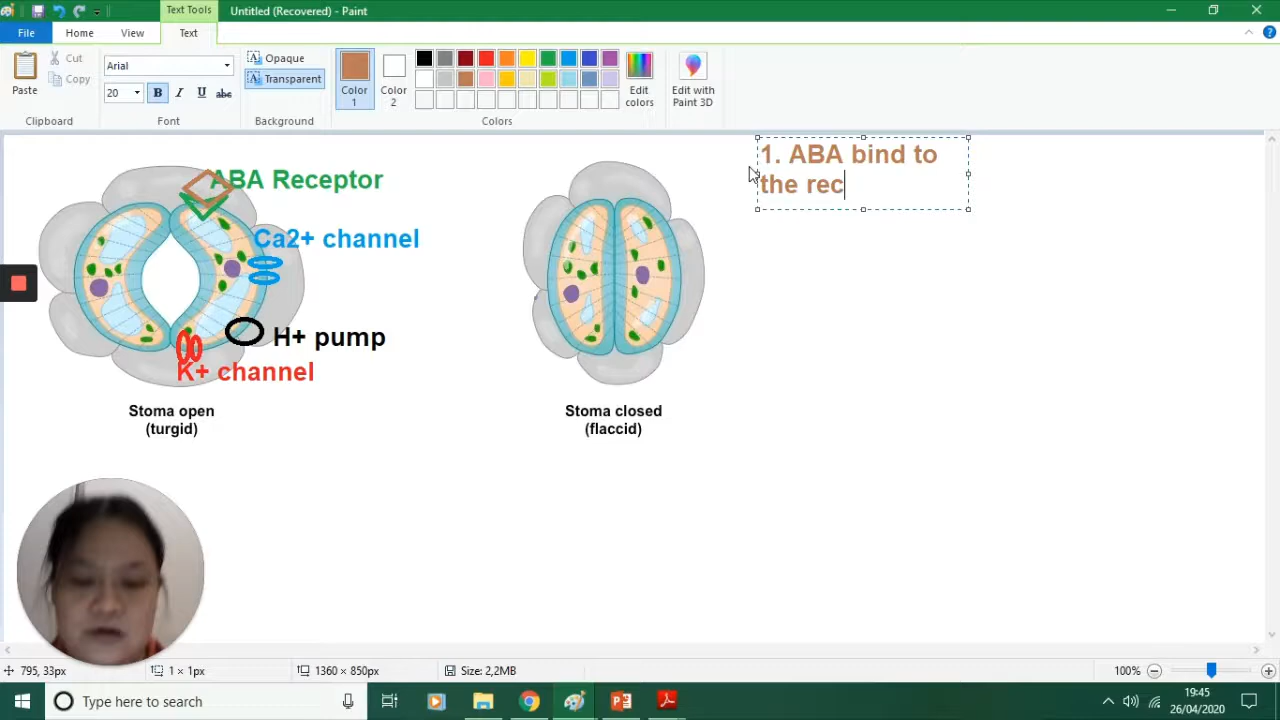 Text Tools
Untitled (Recovered) - Paint
File
Home
View
Text
Paste
Cut
Copy
Clipboard
Arial
20
B
I
U
abc
Font
Opaque
Transparent
Background
Color
1
Color
2
Edit
colors
Edit with
Paint 3D
Colors
ABA Receptor
Ca2+ channel
H+ pump
K+ channel
Stoma open
(turgid)
Stoma closed
(flaccid)
1. ABA bind to
the rec
795, 33px
1 × 1px
1360 × 850px
Size: 2,2MB
100%
Type here to search
19:45
26/04/2020